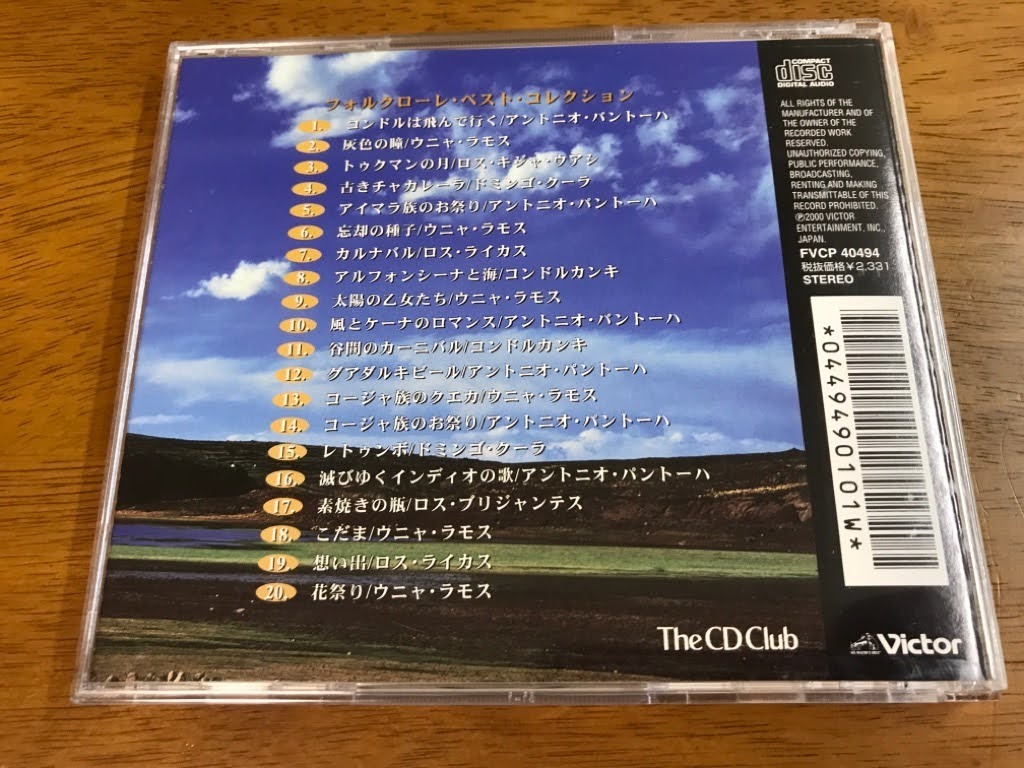 フォルクローレ・ベスト・コレクション
1. コンドルは飛んで行く/アントニオ・パントーハ
2. 灰色の瞳/ウニャ・ラモス
3. トゥクマンの月/ロス・キジャ・ウアシ
4. 古きチャカレーラ/ドミンゴ・クーラ
5. アイマラ族のお祭り/アントニオ・パントーハ
6. 忘却の種子/ウニャ・ラモス
7. カルナバル/ロス・ライカス
8. アルフォンシーナと海/コンドルカンキ
9. 太陽の乙女たち/ウニャ・ラモス
10. 風とケーナのロマンス/アントニオ・パントーハ
11. 谷間のカーニバル/コンドルカンキ
12. グアダルキビール/アントニオ・パントーハ
13. コージャ族のクエカ/ウニャ・ラモス
14. コージャ族のお祭り/アントニオ・パントーハ
15. レトゥンボ/ドミンゴ・クーラ
16. 滅びゆくインディオの歌/アントニオ・パントーハ
17. 素焼きの瓶/ロス・ブリジャンテス
18. こだま/ウニャ・ラモス
19. 想い出/ロス・ライカス
20. 花祭り/ウニャ・ラモス
The CD Club
COMPACT
disc
DIGITAL AUDIO
ALL RIGHTS OF THE
MANUFACTURER AND OF
THE OWNER OF THE
RECORDED WORK
RESERVED.
UNAUTHORIZED COPYING,
PUBLIC PERFORMANCE,
BROADCASTING,
RENTING AND MAKING
TRANSMITTABLE OF THIS
RECORD PROHIBITED.
Ⓟ2000 VICTOR
ENTERTAINMENT, INC.,
JAPAN.
FVCP 40494
税抜価格¥2,331
STEREO
*0449490101W*
Victor